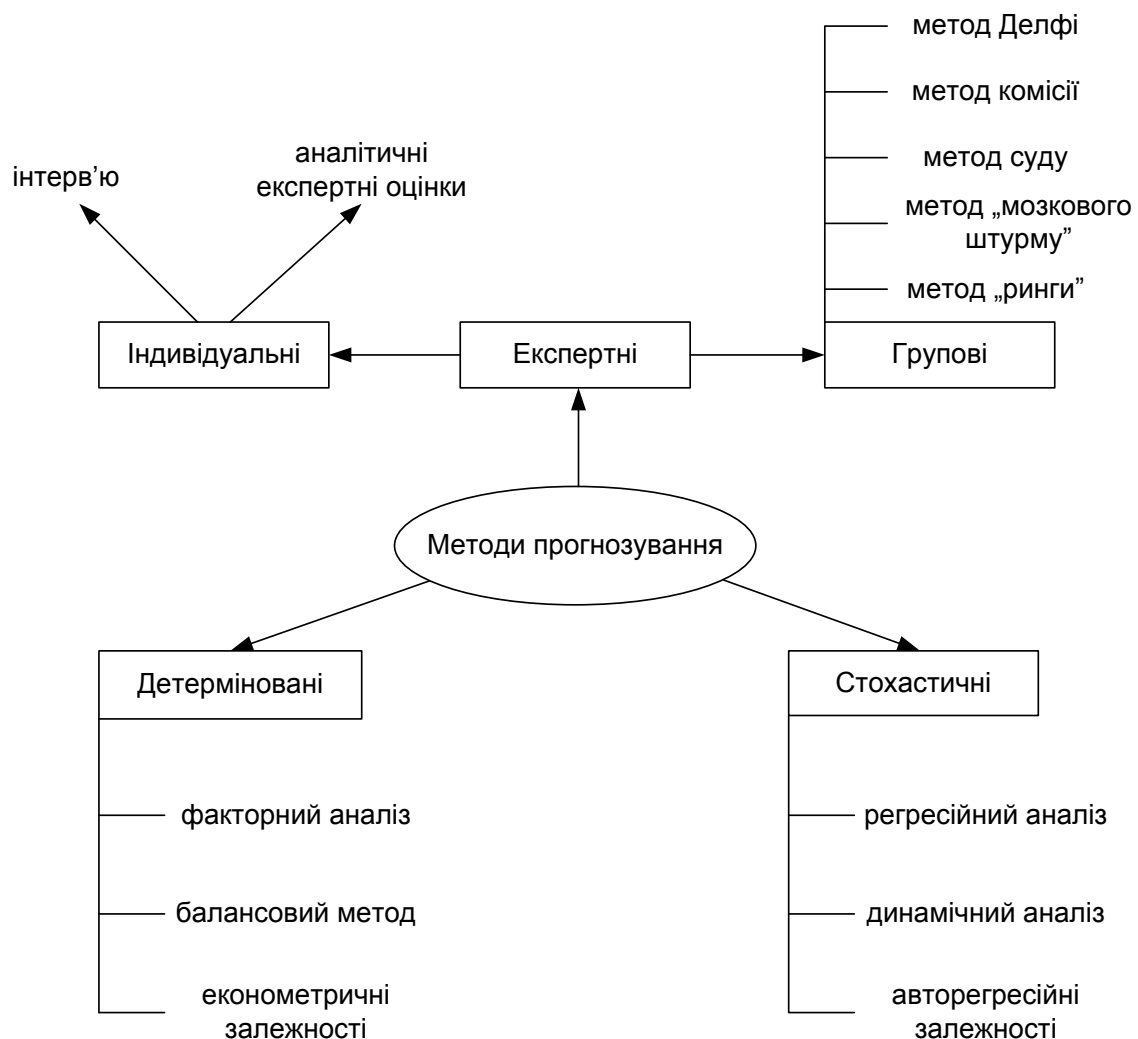 метод Делфі
метод комісії
метод суду
метод „мозкового
штурму”
метод „ринги”
інтерв’ю
аналітичні
експертні оцінки
Індивідуальні
Експертні
Групові
Методи прогнозування
Детерміновані
факторний аналіз
балансовий метод
економетричні
залежності
Стохастичні
регресійний аналіз
динамічний аналіз
авторегресійні
залежності